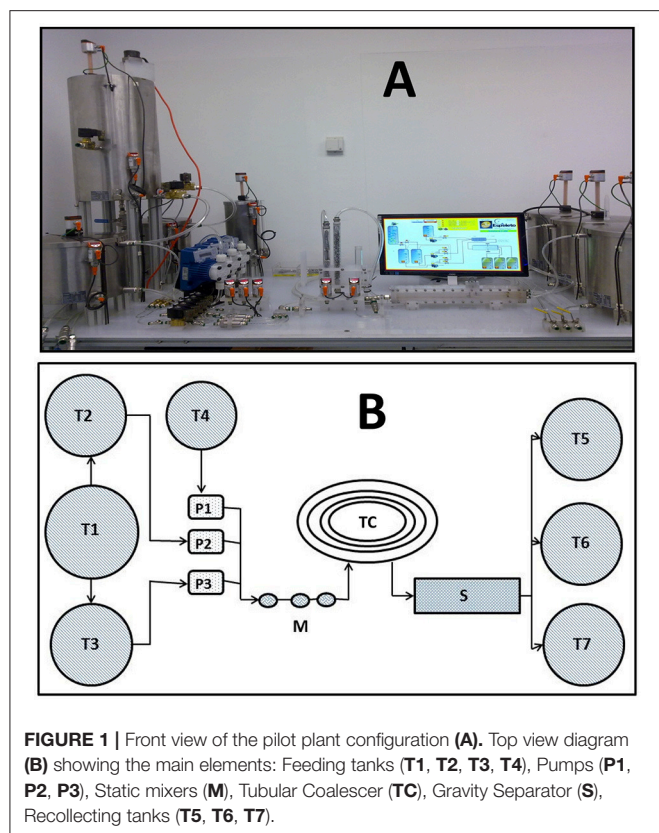 A
B
T2
T4
T5
P1
TC
T1
P2
T6
P3
S
M
T3
T7
FIGURE 1 | Front view of the pilot plant configuration (A). Top view diagram
(B) showing the main elements: Feeding tanks (T1, T2, T3, T4), Pumps (P1,
P2, P3), Static mixers (M), Tubular Coalescer (TC), Gravity Separator (S),
Recollecting tanks (T5, T6, T7).